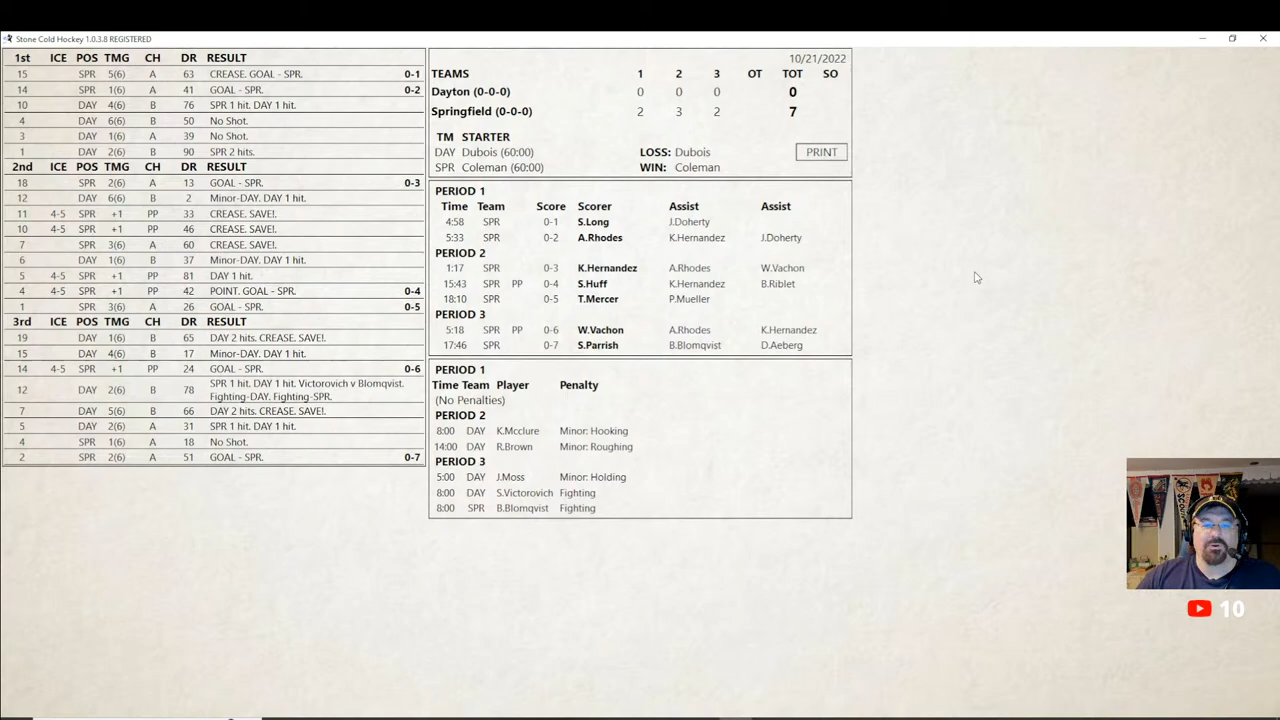 Stone Cold Hockey 1.0.3.8 REGISTERED
1st ICE POS TMG CH DR RESULT
15 SPR 5(6) A 63 CREASE. GOAL - SPR. 0-1
14 SPR 1(6) A 41 GOAL - SPR. 0-2
10 DAY 4(6) B 76 SPR 1 hit. DAY 1 hit.
4 DAY 6(6) B 50 No Shot.
3 DAY 1(6) A 39 No Shot.
1 DAY 2(6) B 90 SPR 2 hits.
2nd ICE POS TMG CH DR RESULT
18 SPR 2(6) A 13 GOAL - SPR. 0-3
12 DAY 6(6) B 2 Minor-DAY. DAY 1 hit.
11 4-5 SPR +1 PP 33 CREASE. SAVE!.
10 4-5 SPR +1 PP 46 CREASE. SAVE!.
7 SPR 3(6) A 60 CREASE. SAVE!.
6 DAY 1(6) B 37 Minor-DAY. DAY 1 hit.
5 4-5 SPR +1 PP 81 DAY 1 hit.
4 4-5 SPR +1 PP 42 POINT. GOAL - SPR. 0-4
1 SPR 3(6) A 26 GOAL - SPR. 0-5
3rd ICE POS TMG CH DR RESULT
19 DAY 1(6) B 65 DAY 2 hits. CREASE. SAVE!.
15 DAY 4(6) B 17 Minor-DAY. DAY 1 hit.
14 4-5 SPR +1 PP 24 GOAL - SPR. 0-6
12 DAY 2(6) B 78 SPR 1 hit. DAY 1 hit. Victorovich v Blomqvist.
Fighting-DAY. Fighting-SPR.
7 DAY 5(6) B 66 DAY 2 hits. CREASE. SAVE!.
5 DAY 2(6) A 31 SPR 1 hit. DAY 1 hit.
4 SPR 1(6) A 18 No Shot.
2 SPR 2(6) A 51 GOAL - SPR. 0-7
10/21/2022
TEAMS 1 2 3 OT TOT SO
Dayton (0-0-0) 0 0 0 0
Springfield (0-0-0) 2 3 2 7
TM STARTER
DAY Dubois (60:00) LOSS: Dubois PRINT
SPR Coleman (60:00) WIN: Coleman
PERIOD 1
Time Team Score Scorer Assist Assist
4:58 SPR 0-1 S.Long J.Doherty
5:33 SPR 0-2 A.Rhodes K.Hernandez J.Doherty
PERIOD 2
1:17 SPR 0-3 K.Hernandez A.Rhodes W.Vachon
15:43 SPR PP 0-4 S.Huff K.Hernandez B.Riblet
18:10 SPR 0-5 T.Mercer P.Mueller
PERIOD 3
5:18 SPR PP 0-6 W.Vachon A.Rhodes K.Hernandez
17:46 SPR 0-7 S.Parrish B.Blomqvist D.Aeberg
PERIOD 1
Time Team Player Penalty
(No Penalties)
PERIOD 2
8:00 DAY K.Mcclure Minor: Hooking
14:00 DAY R.Brown Minor: Roughing
PERIOD 3
5:00 DAY J.Moss Minor: Holding
8:00 DAY S.Victorovich Fighting
8:00 SPR B.Blomqvist Fighting
10